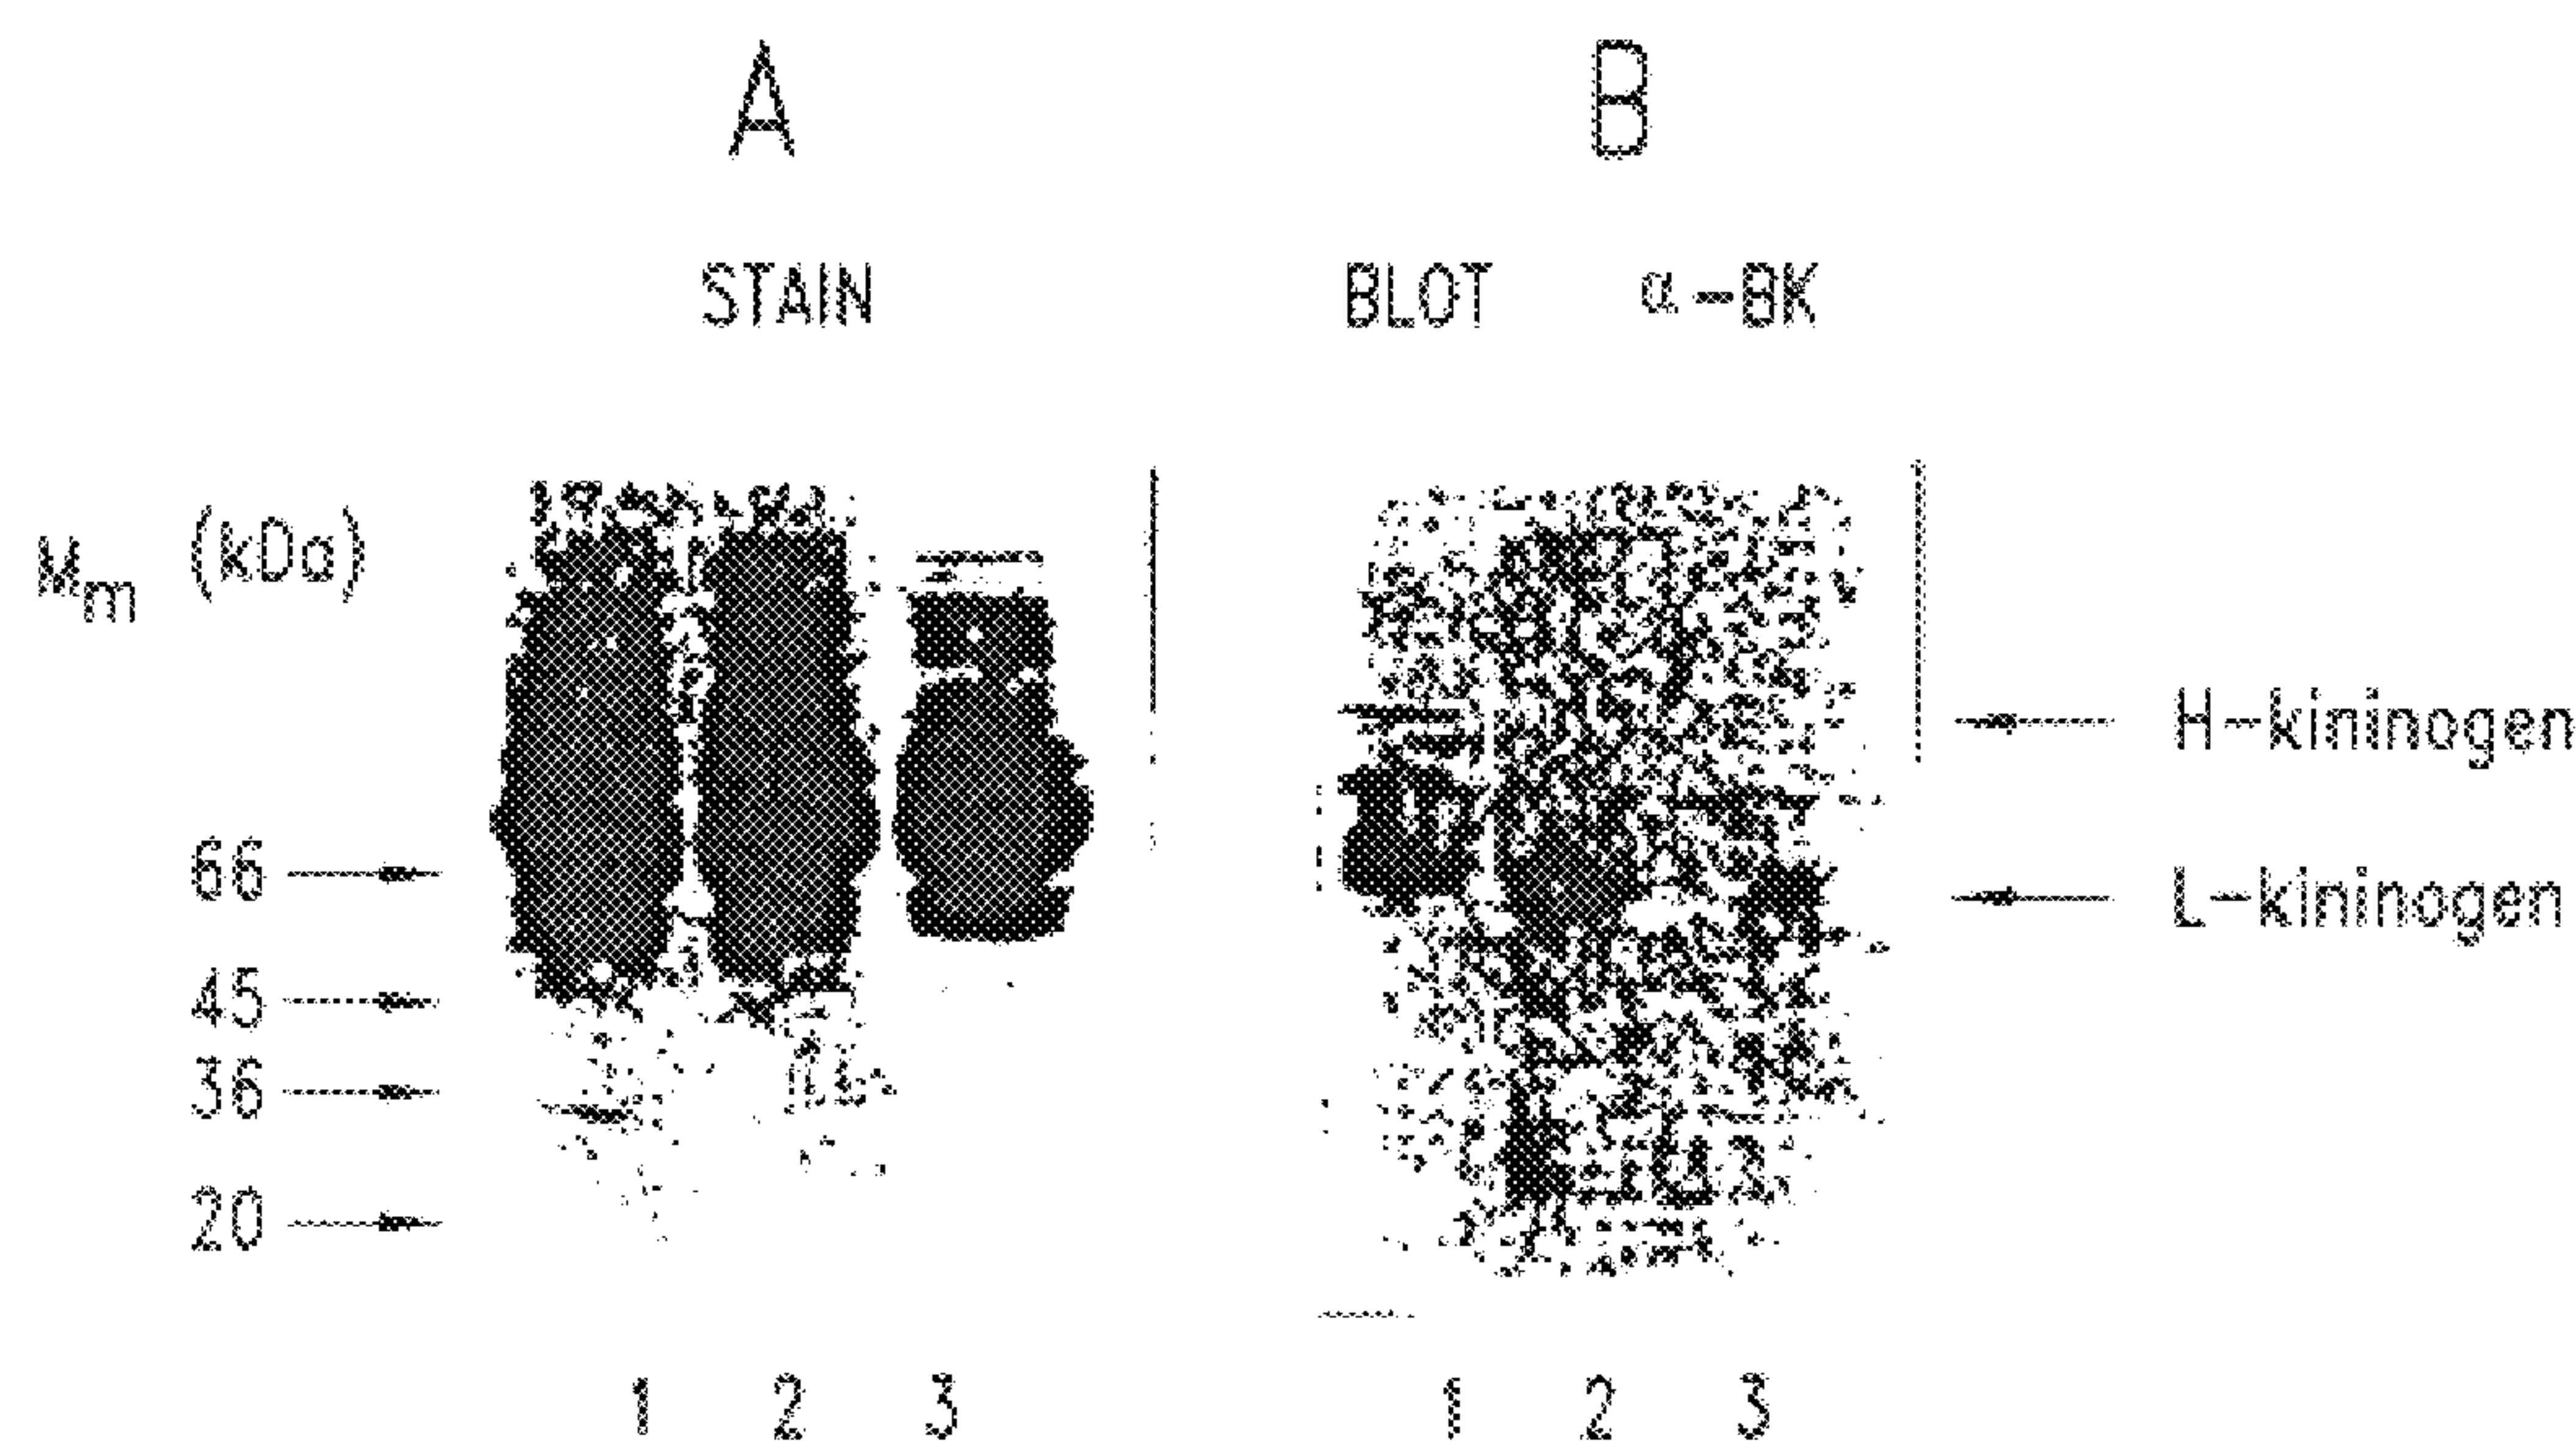 A B
STAIN BLOT α-BK
Mm (kDa)
H-kininogen
66
L-kininogen
45
36
20
1 2 3 1 2 3